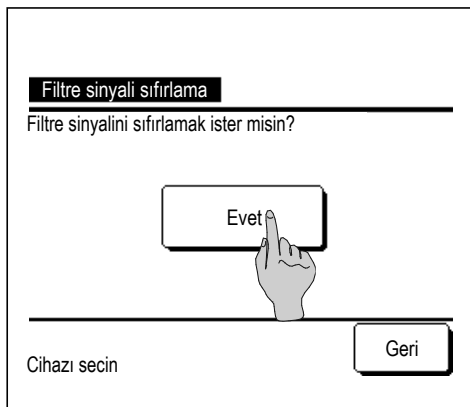 Filtre sinyali sıfırlama
Filtre sinyalini sıfırlamak ister misin?
Evet
Geri
Cihazı secin